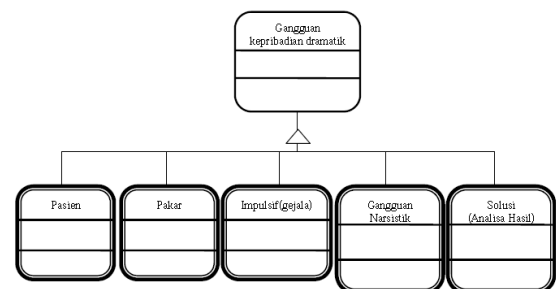 Gangguan
kepribadian dramatik
Pasien
Pakar
Impulsif(gejala)
Gangguan
Narsistik
Solusi
(Analisa Hasil)